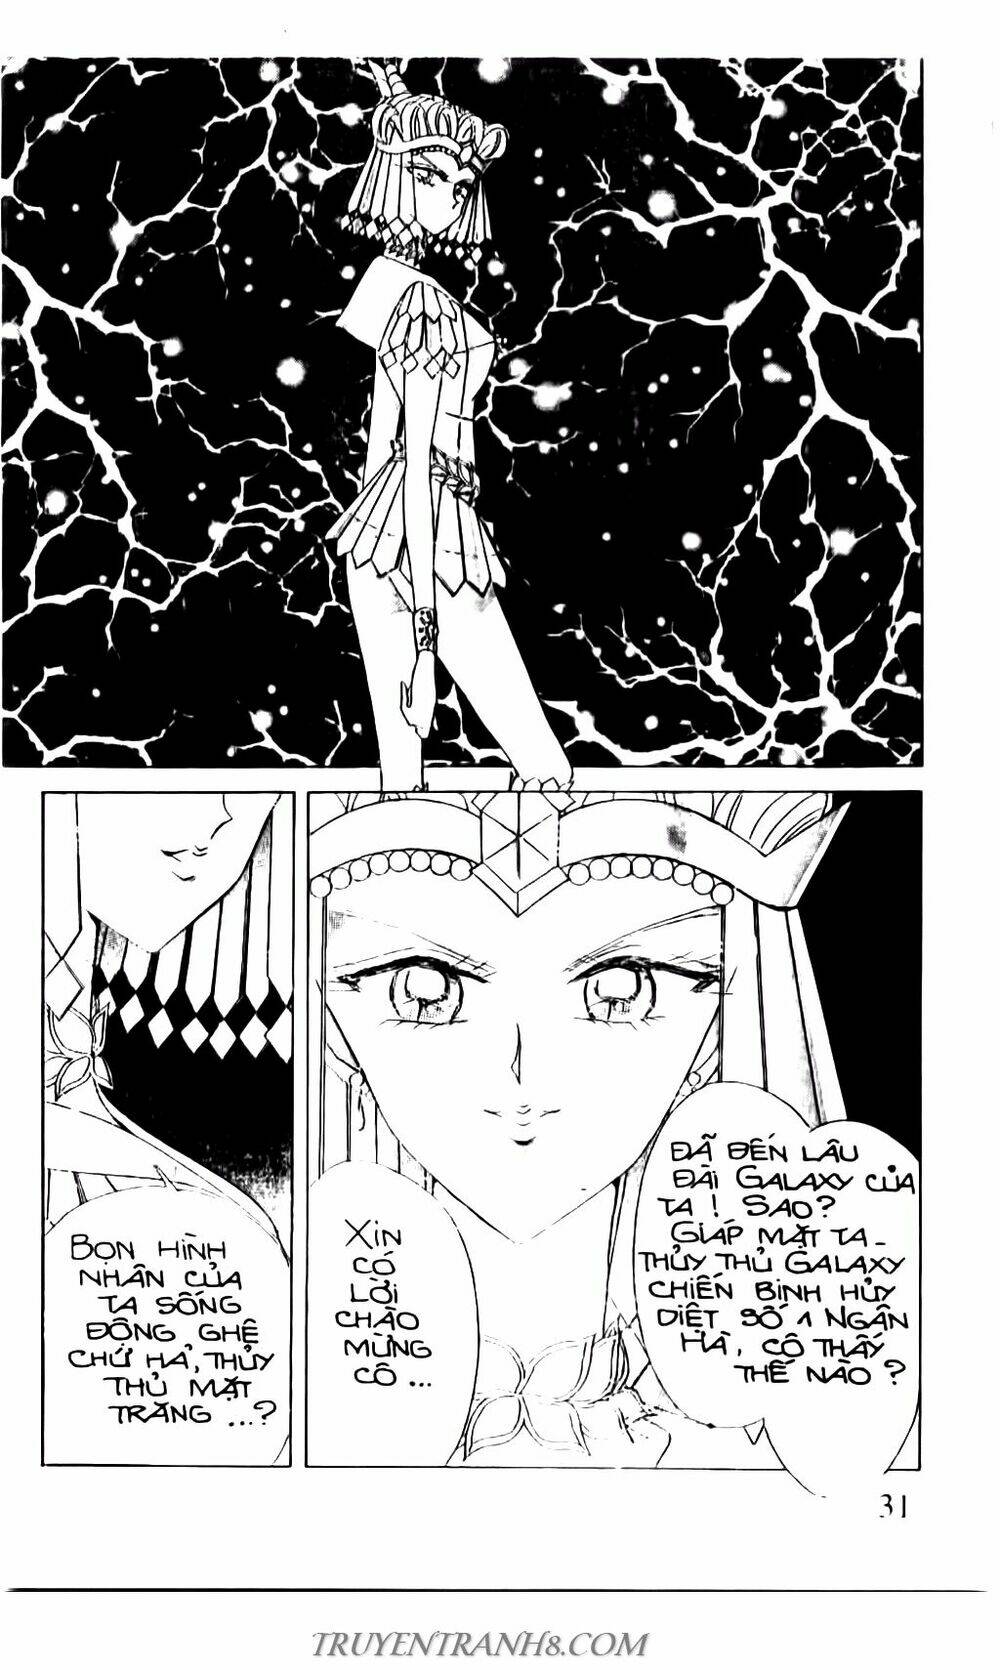 BỌN HÌNH
NHÂN CỦA
TA SỐNG
ĐỘNG GHÊ
CHỨ HẢ, THỦY
THỦ MẶT
TRĂNG ...?
XIN
CÓ
LỜI
CHÀO
MỪNG
CÔ ...
ĐÃ ĐẾN LÂU
ĐÀI GALAXY CỦA
TA ! SAO?
GIÁP MẶT TA_
THỦY THỦ GALAXY
CHIẾN BINH HỦY
DIỆT SỐ 1 NGÂN
HÀ, CÔ THẤY
THẾ NÀO ?
31
TRUYENTRANH8.COM